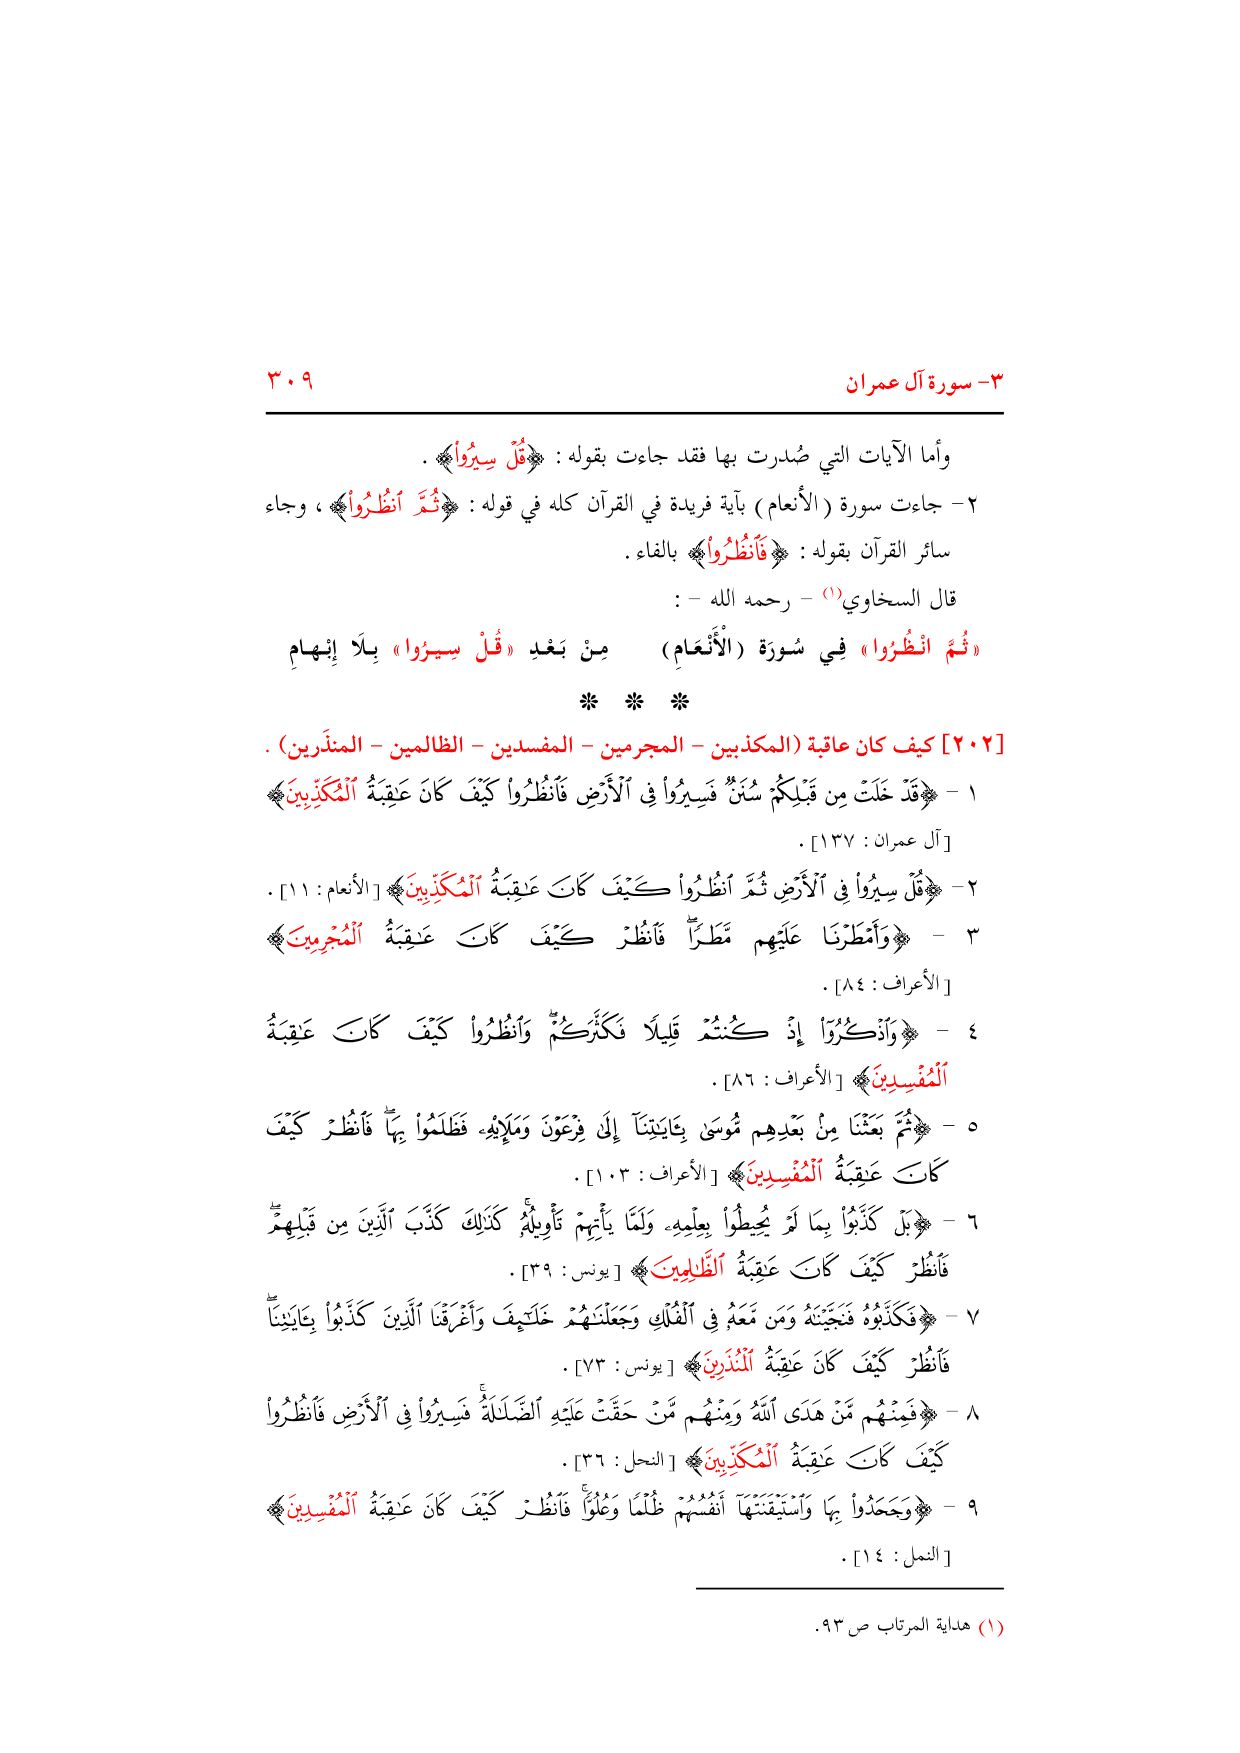 ٣- سورة آل عمران ٣٠٩
وأما الآيات التي صُدرت بها فقد جاءت بقوله : ﴿قُلْ سِيرُوا۟﴾ .
٢- جاءت سورة (الأنعام) بآية فريدة في القرآن كله في قوله : ﴿ثُمَّ ٱنظُرُوا۟﴾ ، وجاء
سائر القرآن بقوله : ﴿فَٱنظُرُوا۟﴾ بالفاء .
قال السخاوي(١) – رحمه الله – :
«ثُمَّ انْظُرُوا» فِي سُورَة (الْأَنْعَامِ) مِنْ بَعْدِ «قُلْ سِيرُوا» بِلَا إِبْهامِ
❊ ❊ ❊
[٢٠٢] كيف كان عاقبة (المكذبين – المجرمين – المفسدين – الظالمين – المنذَرين) .
١ – ﴿قَدْ خَلَتْ مِن قَبْلِكُمْ سُنَنٌ فَسِيرُوا۟ فِى ٱلْأَرْضِ فَٱنظُرُوا۟ كَيْفَ كَانَ عَـٰقِبَةُ ٱلْمُكَذِّبِينَ﴾
[آل عمران : ١٣٧] .
٢- ﴿قُلْ سِيرُوا۟ فِى ٱلْأَرْضِ ثُمَّ ٱنظُرُوا۟ كَيْفَ كَانَ عَـٰقِبَةُ ٱلْمُكَذِّبِينَ﴾ [الأنعام : ١١] .
٣ – ﴿وَأَمْطَرْنَا عَلَيْهِم مَّطَرًا ۖ فَٱنظُرْ كَيْفَ كَانَ عَـٰقِبَةُ ٱلْمُجْرِمِينَ﴾
[الأعراف : ٨٤] .
٤ – ﴿وَٱذْكُرُوٓا۟ إِذْ كُنتُمْ قَلِيلًا فَكَثَّرَكُمْ ۖ وَٱنظُرُوا۟ كَيْفَ كَانَ عَـٰقِبَةُ
ٱلْمُفْسِدِينَ﴾ [الأعراف : ٨٦] .
٥ – ﴿ثُمَّ بَعَثْنَا مِنۢ بَعْدِهِم مُّوسَىٰ بِـَٔايَـٰتِنَآ إِلَىٰ فِرْعَوْنَ وَمَلَإِي۟هِۦ فَظَلَمُوا۟ بِهَا ۖ فَٱنظُرْ كَيْفَ
كَانَ عَـٰقِبَةُ ٱلْمُفْسِدِينَ﴾ [الأعراف : ١٠٣] .
٦ – ﴿بَلْ كَذَّبُوا۟ بِمَا لَمْ يُحِيطُوا۟ بِعِلْمِهِۦ وَلَمَّا يَأْتِهِمْ تَأْوِيلُهُۥ ۚ كَذَٰلِكَ كَذَّبَ ٱلَّذِينَ مِن قَبْلِهِمْ ۖ
فَٱنظُرْ كَيْفَ كَانَ عَـٰقِبَةُ ٱلظَّـٰلِمِينَ﴾ [يونس : ٣٩] .
٧ – ﴿فَكَذَّبُوهُ فَنَجَّيْنَـٰهُ وَمَن مَّعَهُۥ فِى ٱلْفُلْكِ وَجَعَلْنَـٰهُمْ خَلَـٰٓئِفَ وَأَغْرَقْنَا ٱلَّذِينَ كَذَّبُوا۟ بِـَٔايَـٰتِنَا ۖ
فَٱنظُرْ كَيْفَ كَانَ عَـٰقِبَةُ ٱلْمُنذَرِينَ﴾ [يونس : ٧٣] .
٨ – ﴿فَمِنْهُم مَّنْ هَدَى ٱللَّهُ وَمِنْهُم مَّنْ حَقَّتْ عَلَيْهِ ٱلضَّلَـٰلَةُ ۚ فَسِيرُوا۟ فِى ٱلْأَرْضِ فَٱنظُرُوا۟
كَيْفَ كَانَ عَـٰقِبَةُ ٱلْمُكَذِّبِينَ﴾ [النحل : ٣٦] .
٩ – ﴿وَجَحَدُوا۟ بِهَا وَٱسْتَيْقَنَتْهَآ أَنفُسُهُمْ ظُلْمًا وَعُلُوًّا ۚ فَٱنظُرْ كَيْفَ كَانَ عَـٰقِبَةُ ٱلْمُفْسِدِينَ﴾
[النمل : ١٤] .
(١) هداية المرتاب ص ٩٣.